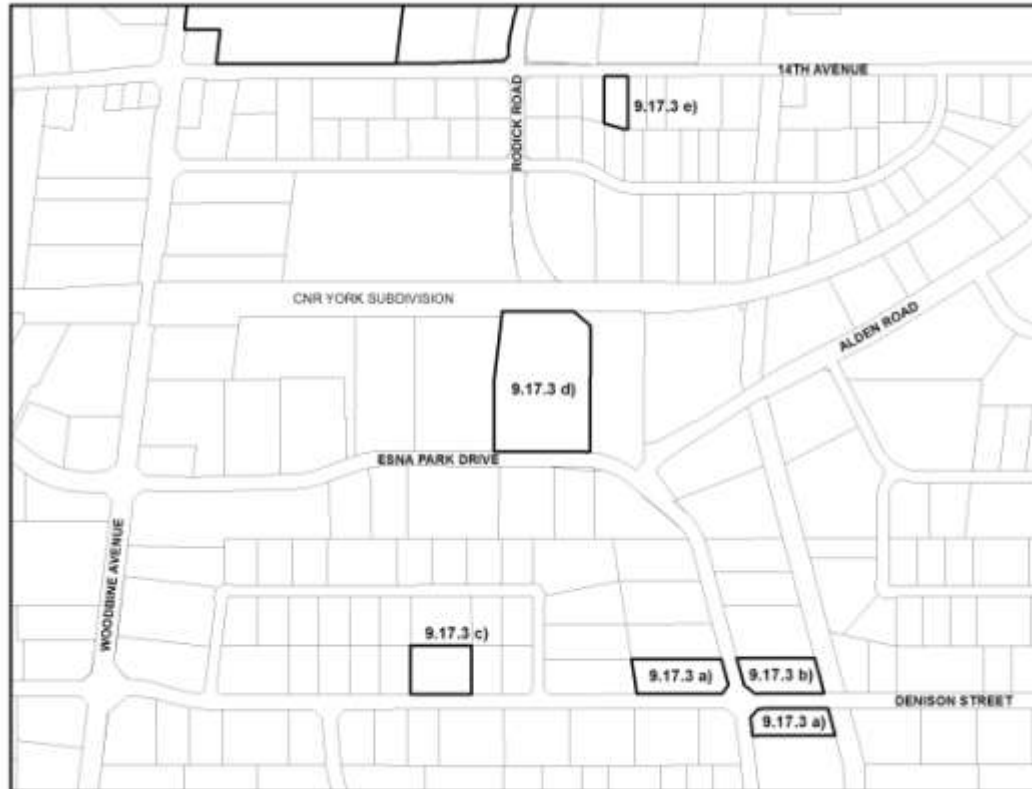 14TH AVENUE
9.17.3 e)
RODICK ROAD
CNR YORK SUBDIVISION
ALDEN ROAD
9.17.3 d)
ESNA PARK DRIVE
WOODBINE AVENUE
9.17.3 c)
9.17.3 a)
9.17.3 b)
DENISON STREET
9.17.3 a)